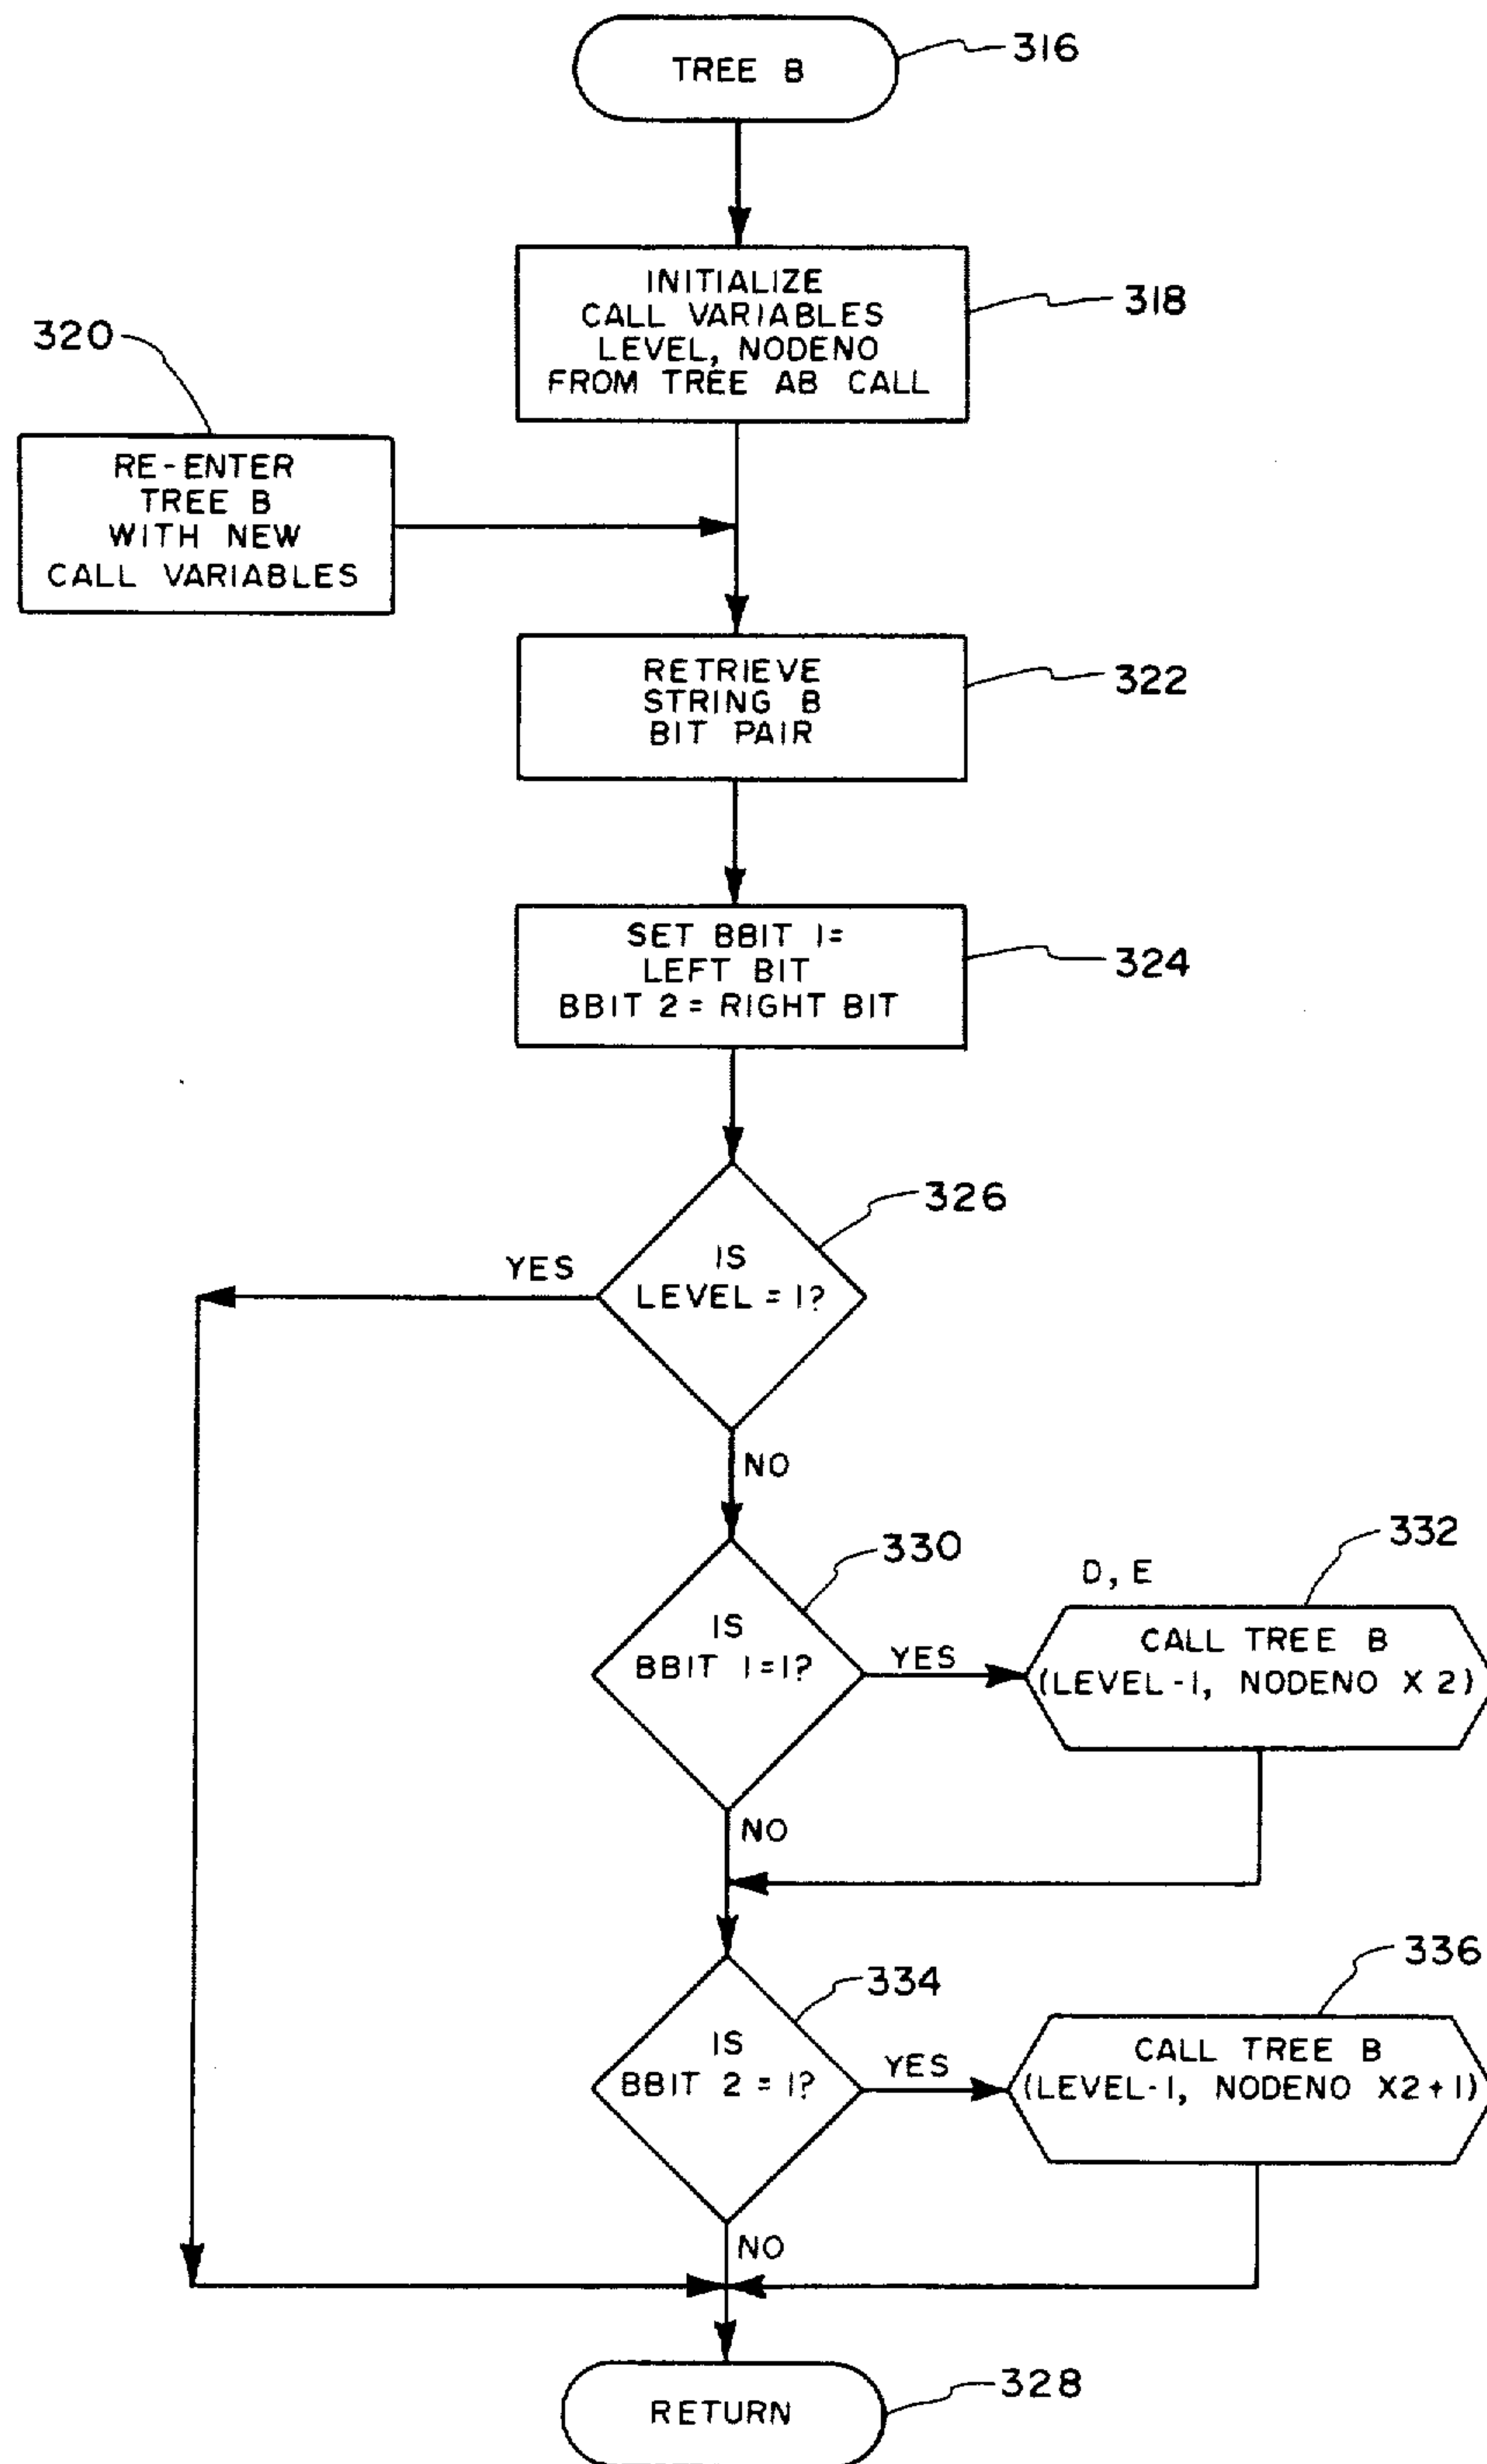 TREE B
316
INITIALIZE
CALL VARIABLES
LEVEL, NODENO
FROM TREE AB CALL
318
320
RE-ENTER
TREE B
WITH NEW
CALL VARIABLES
RETRIEVE
STRING B
BIT PAIR
322
SET BBIT 1=
LEFT BIT
BBIT 2 = RIGHT BIT
324
326
IS
LEVEL = 1?
YES
NO
330
IS
BBIT 1=1?
YES
332
D, E
CALL TREE B
(LEVEL-1, NODENO X 2)
NO
334
IS
BBIT 2 = 1?
YES
336
CALL TREE B
(LEVEL-1, NODENO X2+1)
NO
RETURN
328